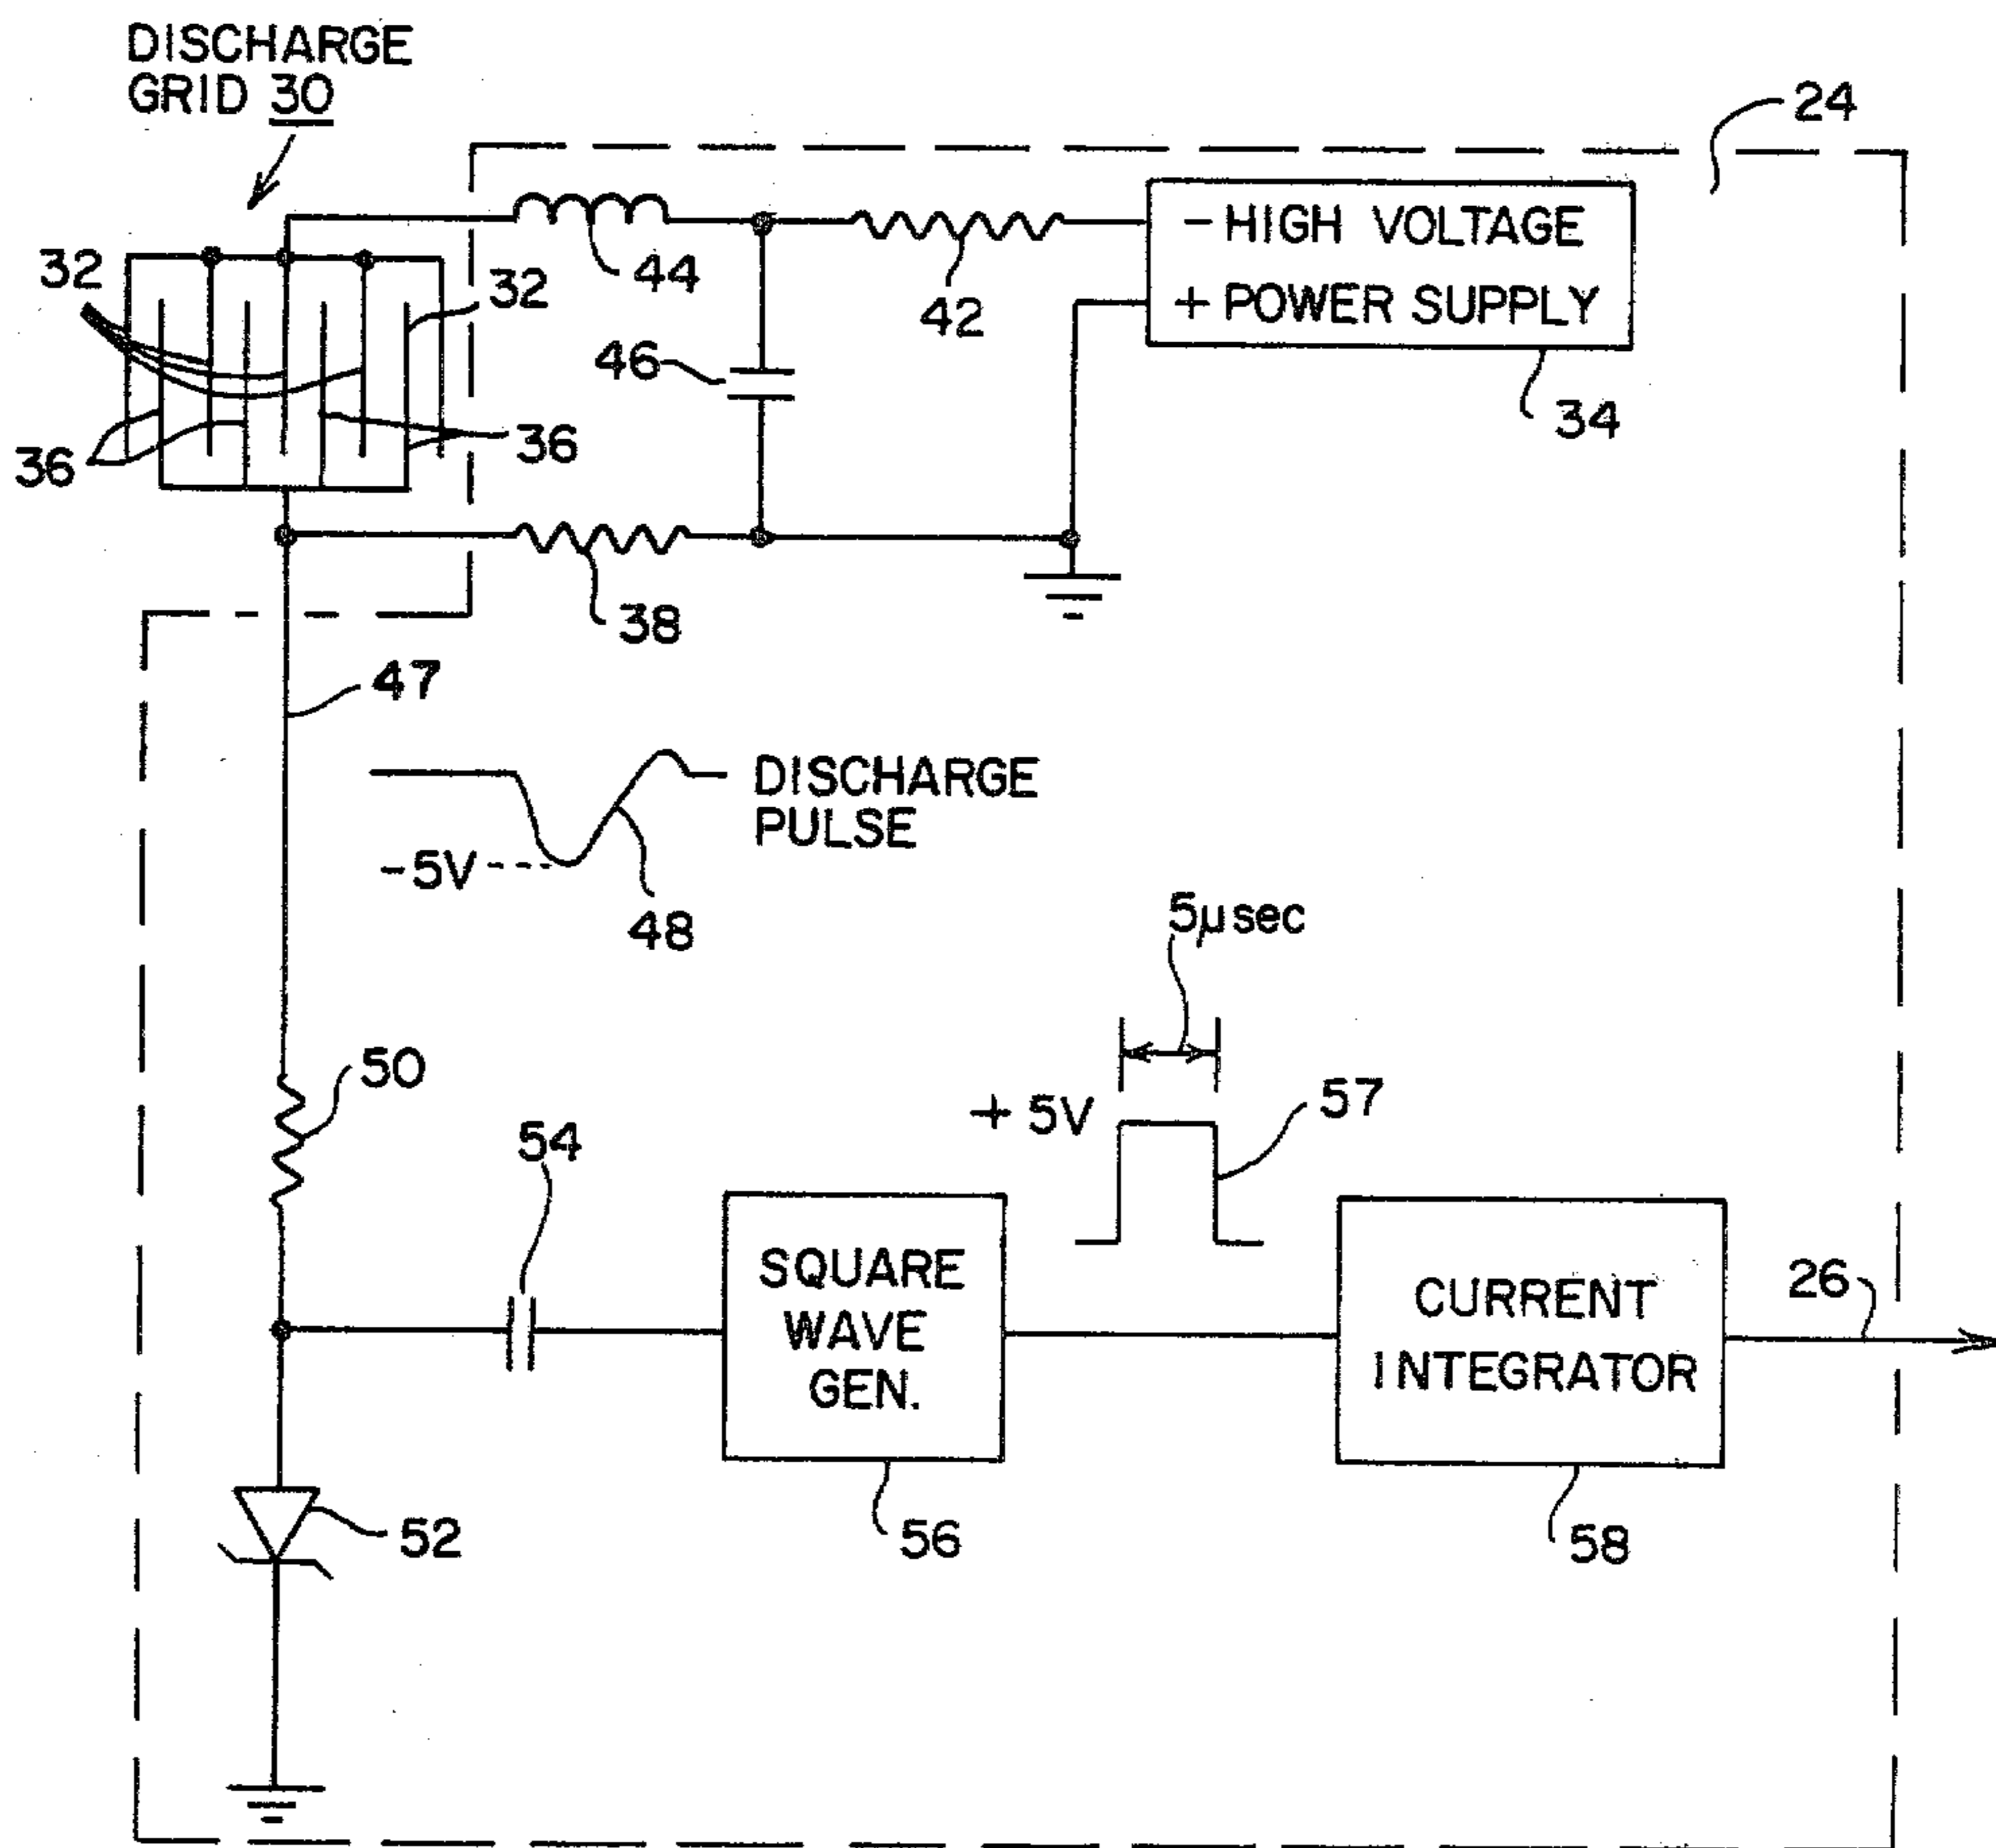 DISCHARGE
GRID 30
24
32
32
44
42
- HIGH VOLTAGE
+ POWER SUPPLY
46
34
36
36
38
47
DISCHARGE
PULSE
-5V
48
5µsec
50
+5V
57
54
SQUARE
WAVE
GEN.
CURRENT
INTEGRATOR
26
52
56
58